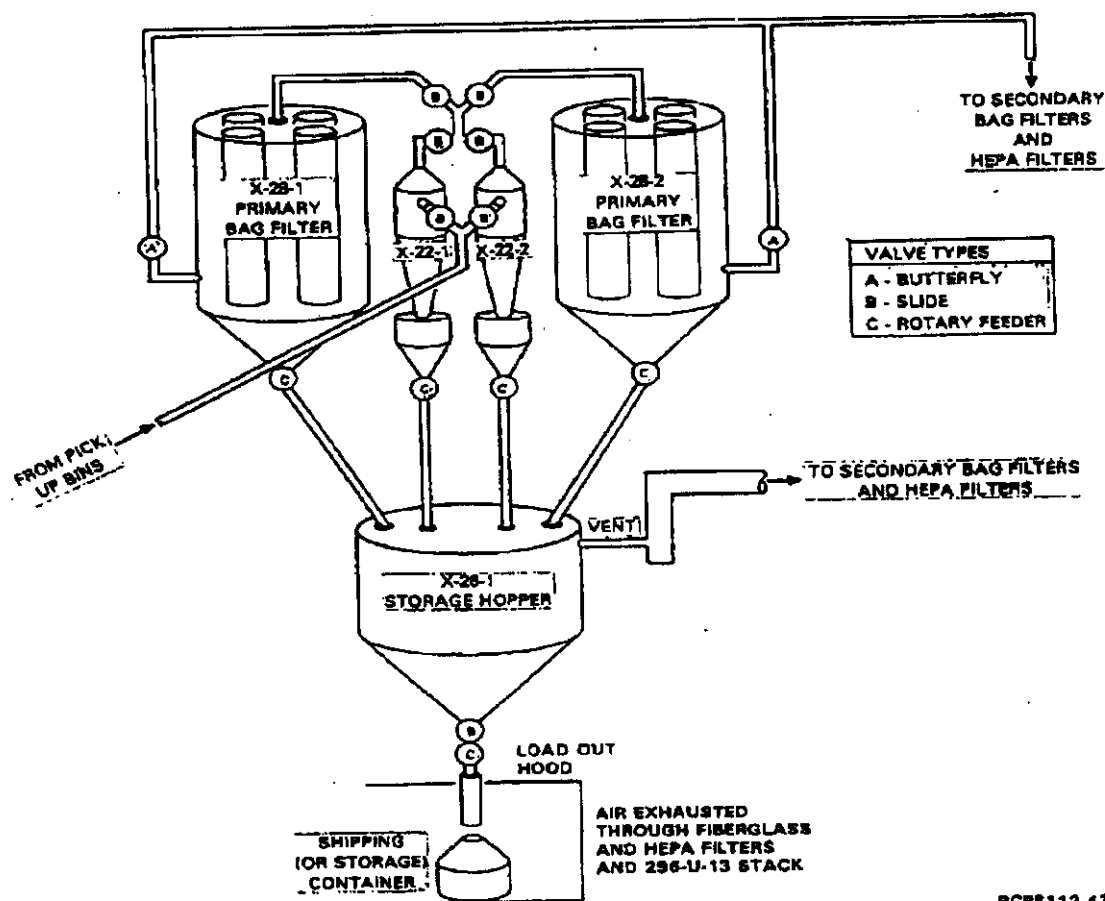 TO SECONDARY
BAG FILTERS
AND
HEPA FILTERS
B
B
B
B
X-28-1
PRIMARY
BAG FILTER
X-28-2
PRIMARY
BAG FILTER
B
B
X-22-1
X-22-2
A
A
VALVE TYPES
A - BUTTERFLY
B - SLIDE
C - ROTARY FEEDER
C
C
C
C
FROM PICK
UP BINS
TO SECONDARY BAG FILTERS
AND HEPA FILTERS
VENT
X-26-1
STORAGE HOPPER
B
C
LOAD OUT
HOOD
AIR EXHAUSTED
THROUGH FIBERGLASS
AND HEPA FILTERS
AND 296-U-13 STACK
SHIPPING
(OR STORAGE)
CONTAINER